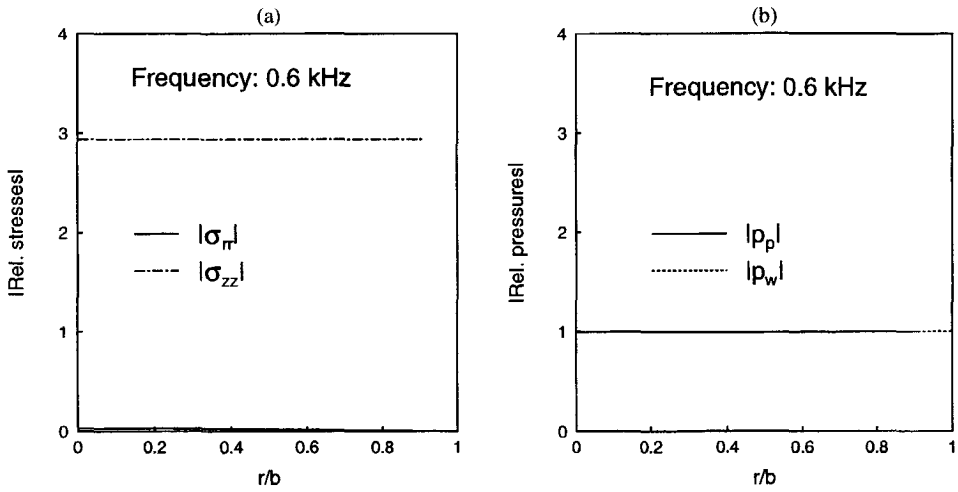 (a)
4
3
2
1
0
|Rel. stresses|
Frequency: 0.6 kHz
|σrr|
|σzz|
0 0.2 0.4 0.6 0.8 1
r/b
(b)
4
3
2
1
0
|Rel. pressures|
Frequency: 0.6 kHz
|pp|
|pw|
0 0.2 0.4 0.6 0.8 1
r/b